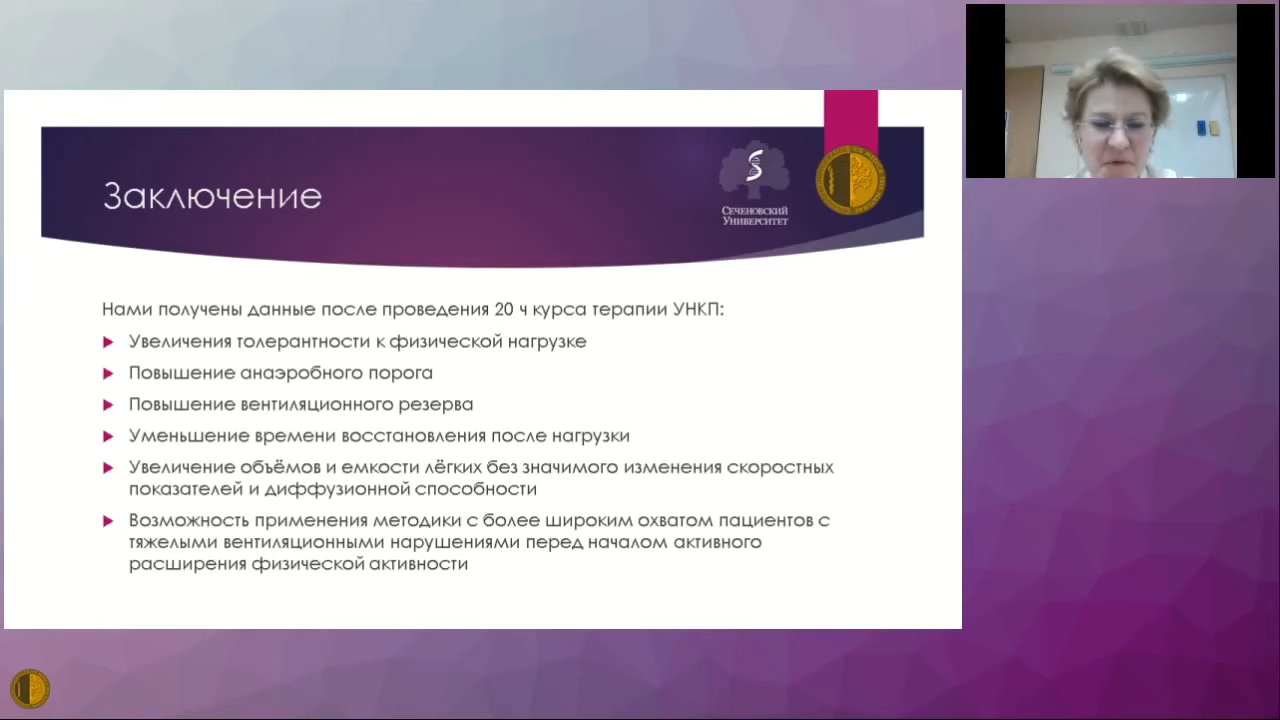 Заключение
Сеченовский
Университет
Нами получены данные после проведения 20 ч курса терапии УНКП:
Увеличения толерантности к физической нагрузке
Повышение анаэробного порога
Повышение вентиляционного резерва
Уменьшение времени восстановления после нагрузки
Увеличение объёмов и емкости лёгких без значимого изменения скоростных
показателей и диффузионной способности
Возможность применения методики с более широким охватом пациентов с
тяжелыми вентиляционными нарушениями перед началом активного
расширения физической активности